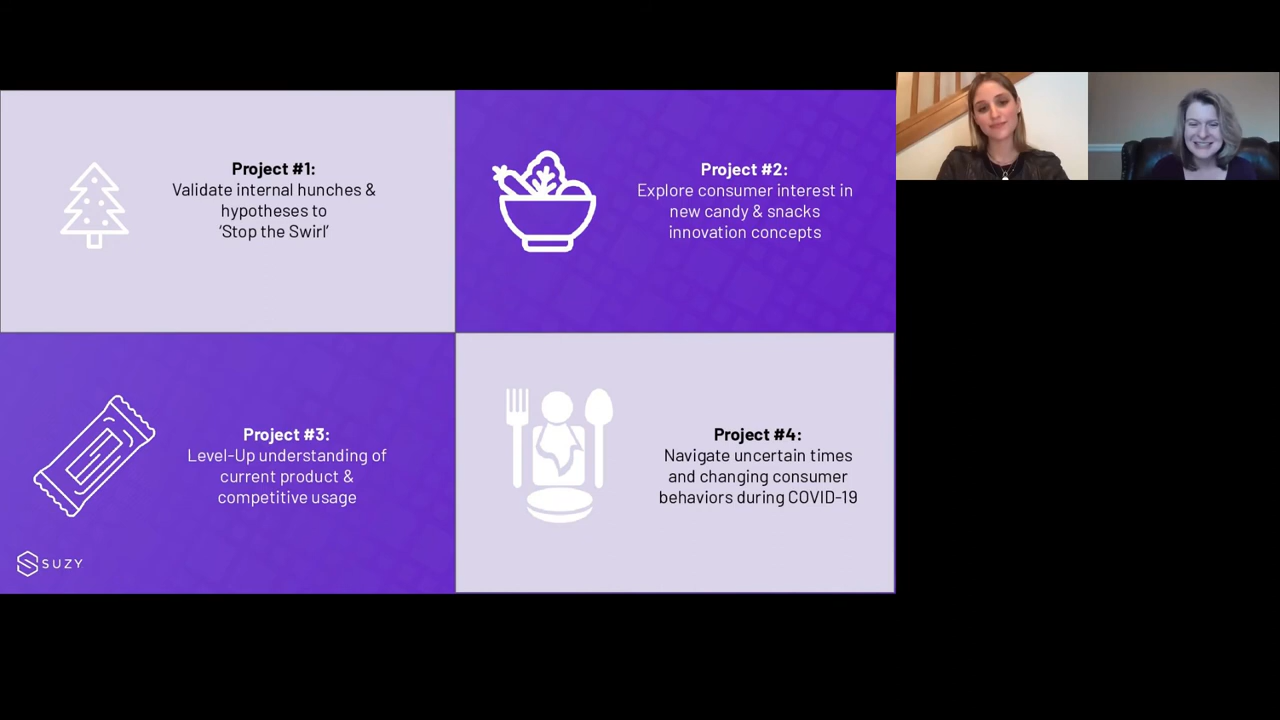 Project #1:
Validate internal hunches &
hypotheses to
‘Stop the Swirl’
Project #2:
Explore consumer interest in
new candy & snacks
innovation concepts
Project #3:
Level-Up understanding of
current product &
competitive usage
Project #4:
Navigate uncertain times
and changing consumer
behaviors during COVID-19
SUZY